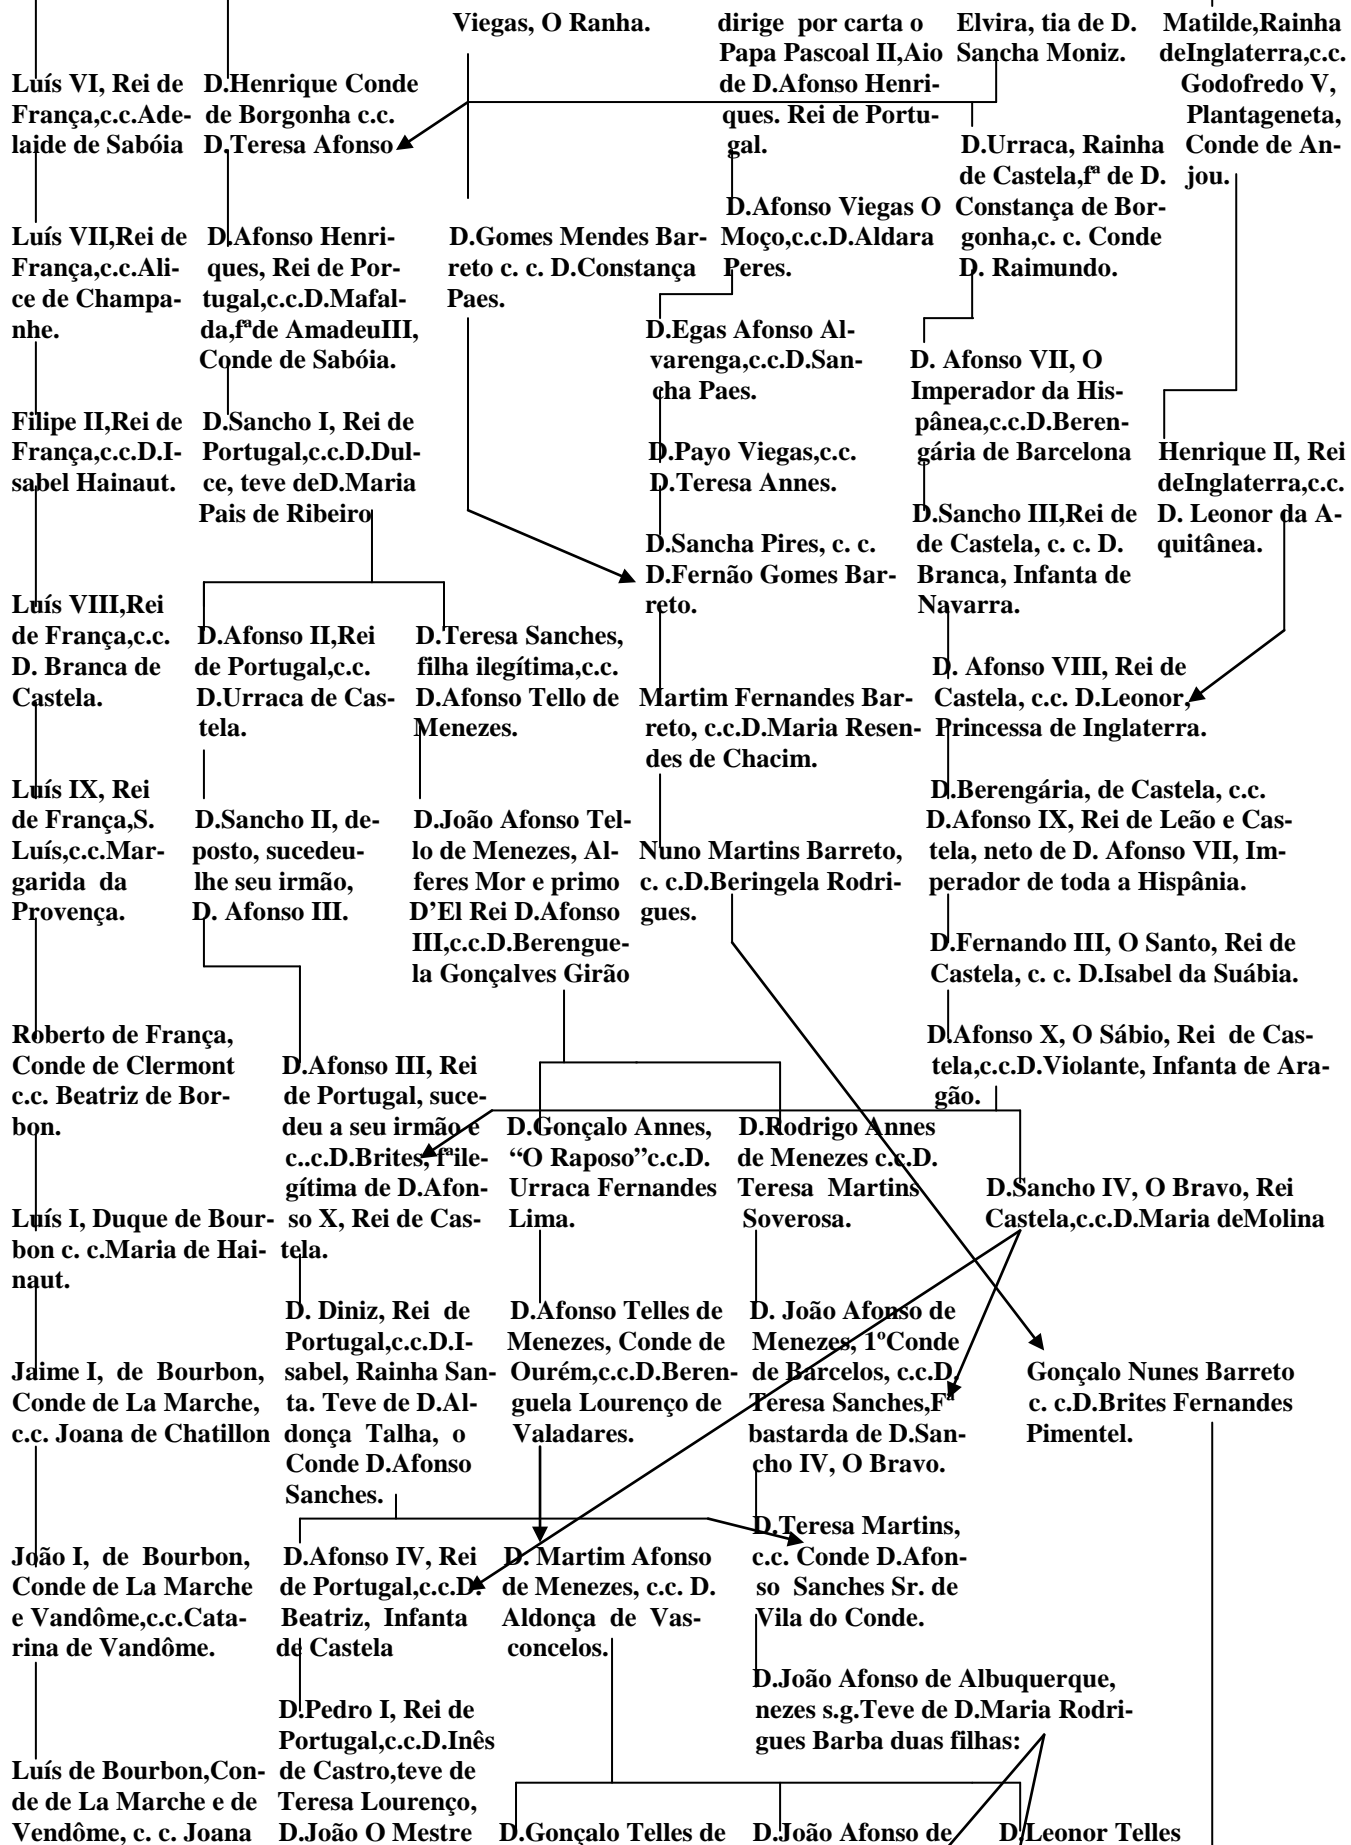 Viegas, O Ranha.
dirige por carta o
Papa Pascoal II,Aio
de D.Afonso Henri-
ques. Rei de Portu-
gal.
Elvira, tia de D.
Sancha Moniz.
Matilde,Rainha
deInglaterra,c.c.
Godofredo V,
Plantageneta,
Conde de An-
jou.
Luís VI, Rei de
França,c.c.Ade-
laide de Sabóia
D.Henrique Conde
de Borgonha c.c.
D.Teresa Afonso
D.Urraca, Rainha
de Castela,fª de D.
Constança de Bor-
gonha,c. c. Conde
D. Raimundo.
Luís VII,Rei de
França,c.c.Ali-
ce de Champa-
nhe.
D.Afonso Henri-
ques, Rei de Por-
tugal,c.c.D.Mafal-
da,fªde AmadeuIII,
Conde de Sabóia.
D.Gomes Mendes Bar-
reto c. c. D.Constança
Paes.
D.Afonso Viegas O
Moço,c.c.D.Aldara
Peres.
D.Egas Afonso Al-
varenga,c.c.D.San-
cha Paes.
D. Afonso VII, O
Imperador da His-
pânea,c.c.D.Beren-
gária de Barcelona
Filipe II,Rei de
França,c.c.D.I-
sabel Hainaut.
D.Sancho I, Rei de
Portugal,c.c.D.Dul-
ce, teve deD.Maria
Pais de Ribeiro
D.Payo Viegas,c.c.
D.Teresa Annes.
Henrique II, Rei
deInglaterra,c.c.
D. Leonor da A-
quitânea.
D.Sancha Pires, c. c.
D.Fernão Gomes Bar-
reto.
D.Sancho III,Rei de
de Castela, c. c. D.
Branca, Infanta de
Navarra.
Luís VIII,Rei
de França,c.c.
D. Branca de
Castela.
D.Afonso II,Rei
de Portugal,c.c.
D.Urraca de Cas-
tela.
D.Teresa Sanches,
filha ilegítima,c.c.
D.Afonso Tello de
Menezes.
Martim Fernandes Bar-
reto, c.c.D.Maria Resen-
des de Chacim.
D. Afonso VIII, Rei de
Castela, c.c. D.Leonor,
Princessa de Inglaterra.
Luís IX, Rei
de França,S.
Luís,c.c.Mar-
garida da
Provença.
D.Sancho II, de-
posto, sucedeu-
lhe seu irmão,
D. Afonso III.
D.João Afonso Tel-
lo de Menezes, Al-
feres Mor e primo
D'El Rei D.Afonso
III,c.c.D.Berengue-
la Gonçalves Girão
Nuno Martins Barreto,
c. c.D.Beringela Rodri-
gues.
D.Berengária, de Castela, c.c.
D.Afonso IX, Rei de Leão e Cas-
tela, neto de D. Afonso VII, Im-
perador de toda a Hispânia.
D.Fernando III, O Santo, Rei de
Castela, c. c. D.Isabel da Suábia.
Roberto de França,
Conde de Clermont
c.c. Beatriz de Bor-
bon.
D.Afonso III, Rei
de Portugal, suce-
deu a seu irmão e
c..c.D.Brites, fªile-
gítima de D.Afon-
so X, Rei de Cas-
tela.
D.Gonçalo Annes,
“O Raposo”c.c.D.
Urraca Fernandes
Lima.
D.Rodrigo Annes
de Menezes c.c.D.
Teresa Martins
Soverosa.
D.Afonso X, O Sábio, Rei de Cas-
tela,c.c.D.Violante, Infanta de Ara-
gão.
D.Sancho IV, O Bravo, Rei
Castela,c.c.D.Maria deMolina
Luís I, Duque de Bour-
bon c. c.Maria de Hai-
naut.
D. Diniz, Rei de
Portugal,c.c.D.I-
sabel, Rainha San-
ta. Teve de D.Al-
donça Talha, o
Conde D.Afonso
Sanches.
D.Afonso Telles de
Menezes, Conde de
Ourém,c.c.D.Beren-
guela Lourenço de
Valadares.
D. João Afonso de
Menezes, 1ºConde
de Barcelos, c.c.D.
Teresa Sanches,Fª
bastarda de D.San-
cho IV, O Bravo.
Gonçalo Nunes Barreto
c. c.D.Brites Fernandes
Pimentel.
Jaime I, de Bourbon,
Conde de La Marche,
c.c. Joana de Chatillon
D.Teresa Martins,
c.c. Conde D.Afon-
so Sanches Sr. de
Vila do Conde.
João I, de Bourbon,
Conde de La Marche
e Vandôme,c.c.Cata-
rina de Vandôme.
D.Afonso IV, Rei
de Portugal,c.c.D.
Beatriz, Infanta
de Castela
D. Martim Afonso
de Menezes, c.c. D.
Aldonça de Vas-
concelos.
D.João Afonso de Albuquerque,
nezes s.g.Teve de D.Maria Rodri-
gues Barba duas filhas:
D.Pedro I, Rei de
Portugal,c.c.D.Inês
de Castro,teve de
Teresa Lourenço,
D.João O Mestre
Luís de Bourbon,Con-
de de La Marche e de
Vendôme, c. c. Joana
D.Gonçalo Telles de
D.João Afonso de
D.Leonor Telles